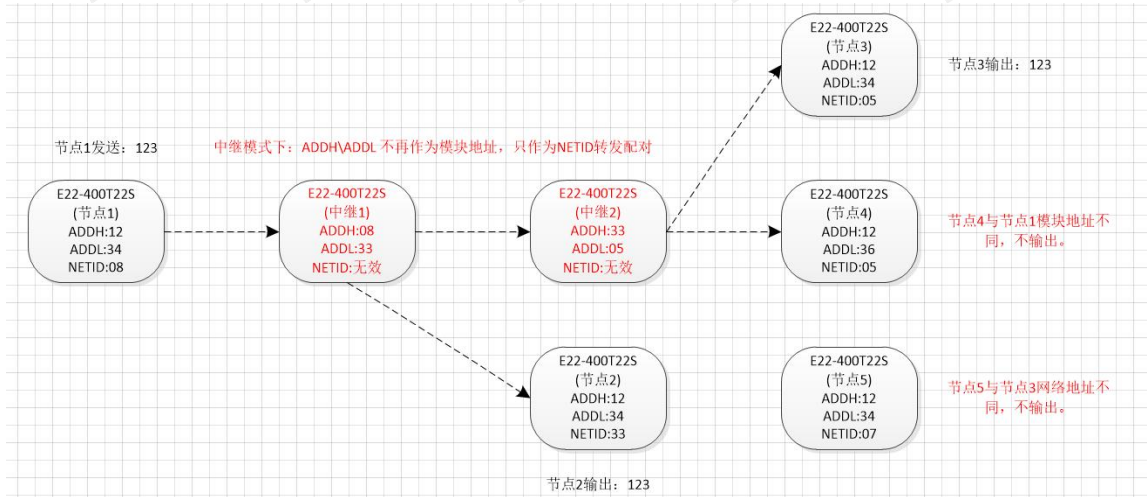 E22-400T22S
(节点3)
ADDH:12
ADDL:34
NETID:05
节点3输出：123
节点1发送：123
中继模式下：ADDH\ADDL 不再作为模块地址，只作为NETID转发配对
E22-400T22S
(节点1)
ADDH:12
ADDL:34
NETID:08
E22-400T22S
(中继1)
ADDH:08
ADDL:33
NETID:无效
E22-400T22S
(中继2)
ADDH:33
ADDL:05
NETID:无效
E22-400T22S
(节点4)
ADDH:12
ADDL:36
NETID:05
节点4与节点1模块地址不
同，不输出。
E22-400T22S
(节点2)
ADDH:12
ADDL:34
NETID:33
E22-400T22S
(节点5)
ADDH:12
ADDL:34
NETID:07
节点5与节点3网络地址不
同，不输出。
节点2输出：123